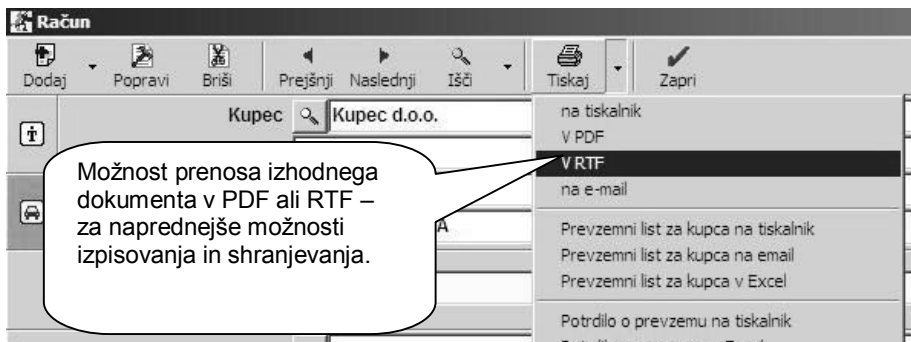 Račun
Dodaj Popravi Briši Prejšnji Naslednji Išči Tiskaj Zapri
Kupec Kupec d.o.o.
na tiskalnik
V PDF
V RTF
na e-mail
Možnost prenosa izhodnega
dokumenta v PDF ali RTF –
za naprednejše možnosti
izpisovanja in shranjevanja.
A
Prevzemni list za kupca na tiskalnik
Prevzemni list za kupca na email
Prevzemni list za kupca v Excel
Potrdilo o prevzemu na tiskalnik